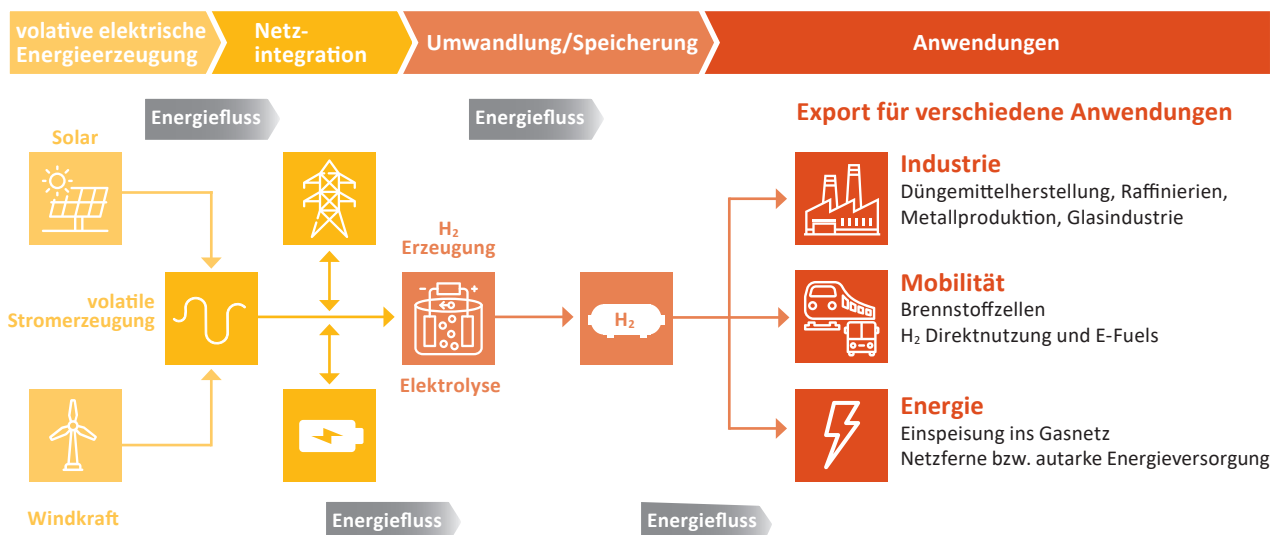 volative elektrische
Energieerzeugung
Netz-
integration
Umwandlung/Speicherung
Anwendungen
Energiefluss
Energiefluss
Export für verschiedene Anwendungen
Solar
Industrie
Düngemittelherstellung, Raffinierien,
Metallproduktion, Glasindustrie
H₂
Erzeugung
volatile
Stromerzeugung
- +
H₂
Mobilität
Brennstoffzellen
H₂ Direktnutzung und E-Fuels
Elektrolyse
Energie
Einspeisung ins Gasnetz
Netzferne bzw. autarke Energieversorgung
Windkraft
Energiefluss
Energiefluss